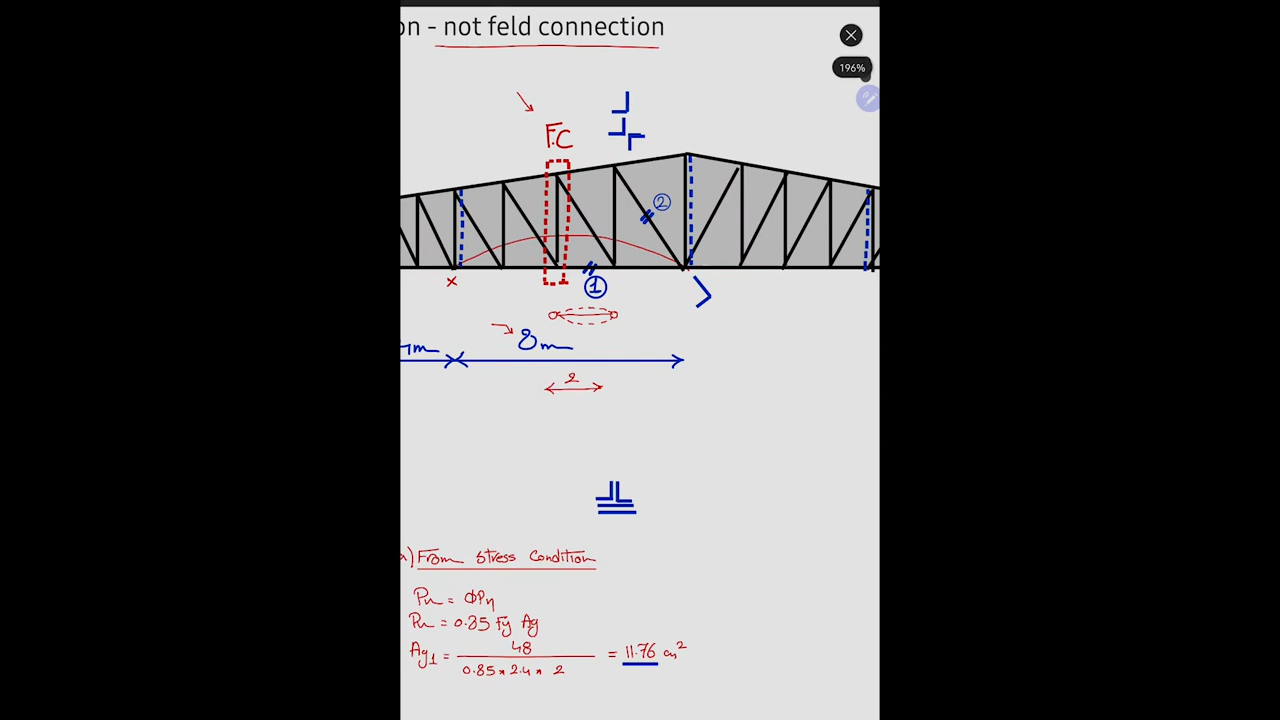 on - not feld connection
196%
F.C
②
x
①
8m
4m
2
a) From Stress Condition
Pu = ΦPn
Pu = 0.85 Fy Ag
Ag1 = 48 / 0.85 * 2.4 * 2 = 11.76 cm²